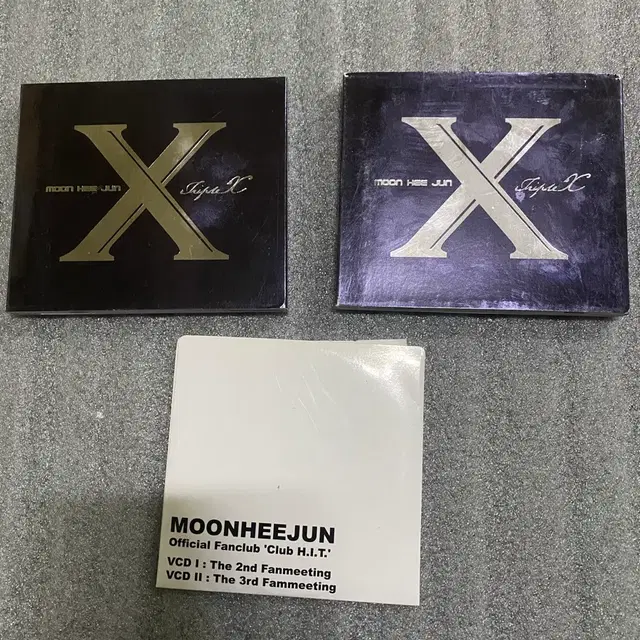 MOON HEE JUN
X
Triple X
MOON HEE JUN
X
Triple X
MOONHEEJUN
Official Fanclub 'Club H.I.T.'
VCD I : The 2nd Fanmeeting
VCD II : The 3rd Fammeeting